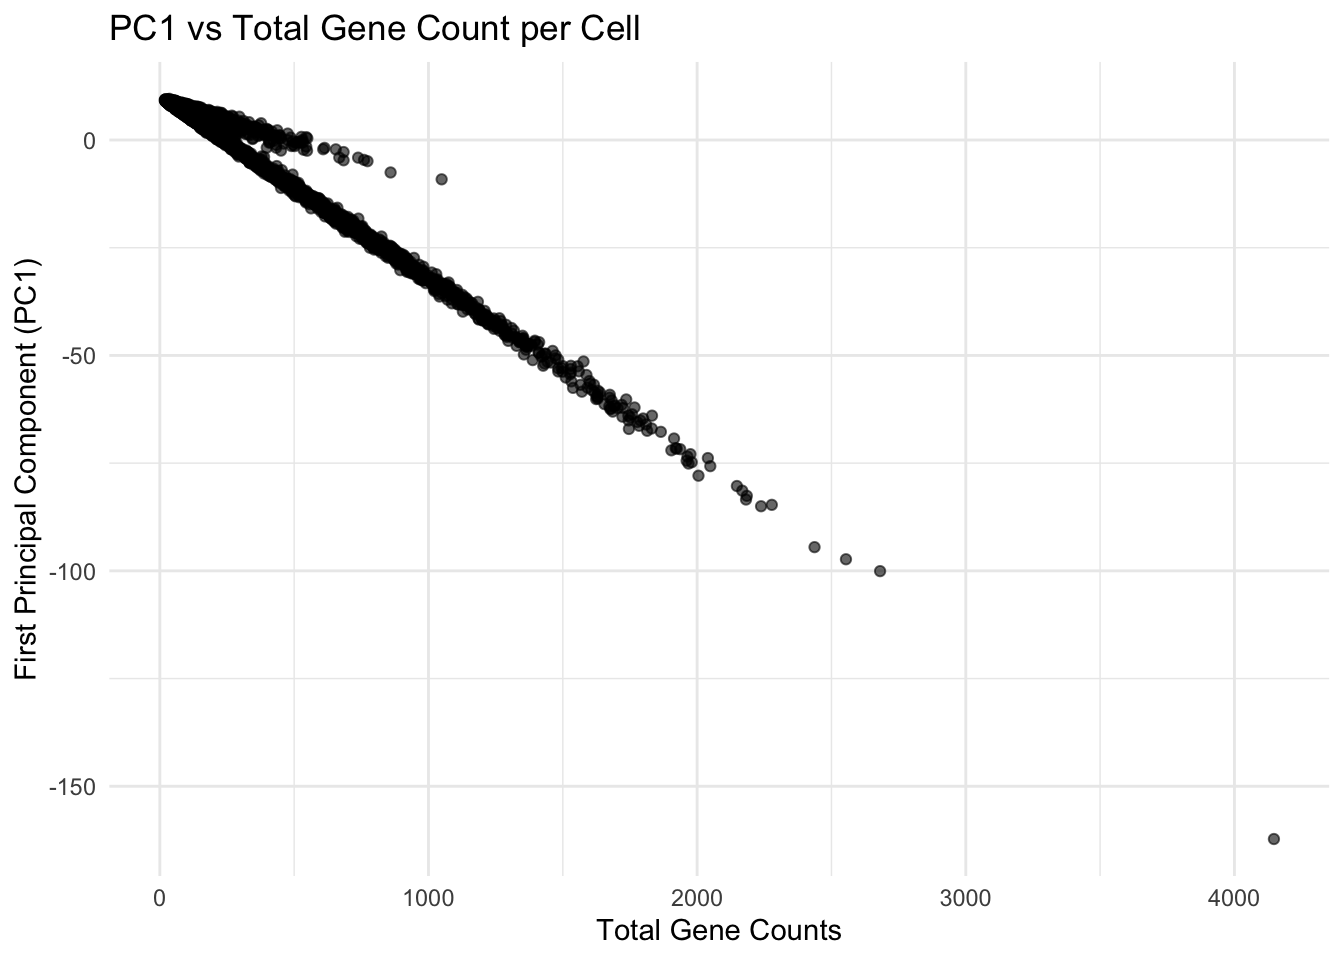 PC1 vs Total Gene Count per Cell
First Principal Component (PC1)
0
-50
-100
-150
0 1000 2000 3000 4000
Total Gene Counts